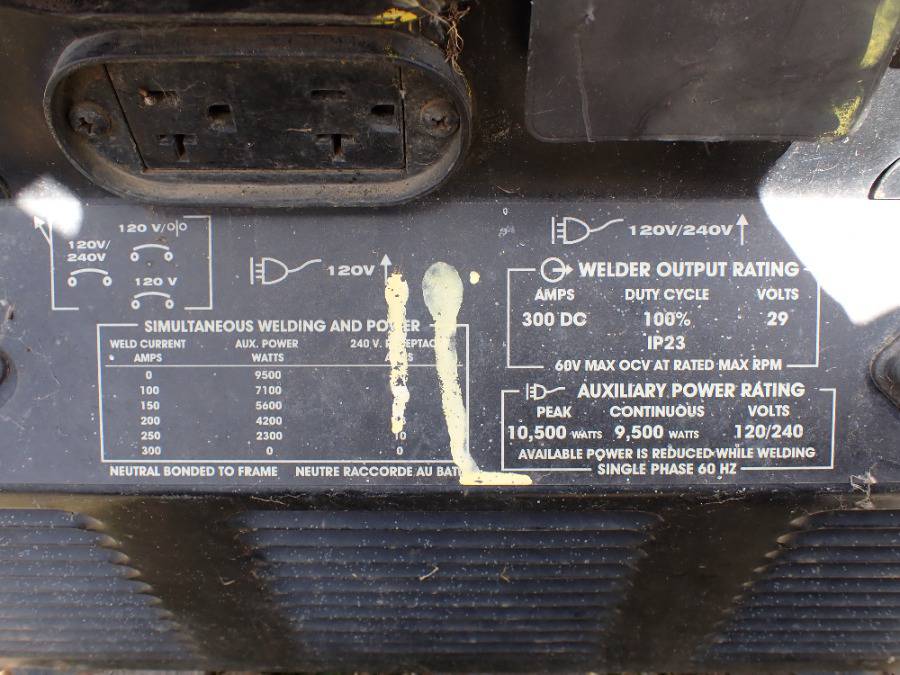 120V/240V
120 V/
120V/
240V
120V
120 V
WELDER OUTPUT RATING
AMPS DUTY CYCLE VOLTS
300 DC 100% 29
IP23
60V MAX OCV AT RATED MAX RPM
SIMULTANEOUS WELDING AND POWER
WELD CURRENT AUX. POWER 240 V.
AMPS WATTS
0 9500
100 7100
150 5600
200 4200
250 2300 10
300 0 0
AUXILIARY POWER RATING
PEAK CONTINUOUS VOLTS
10,500 WATTS 9,500 WATTS 120/240
AVAILABLE POWER IS REDUCED WHILE WELDING
SINGLE PHASE 60 HZ
NEUTRAL BONDED TO FRAME NEUTRE RACCORDE AU